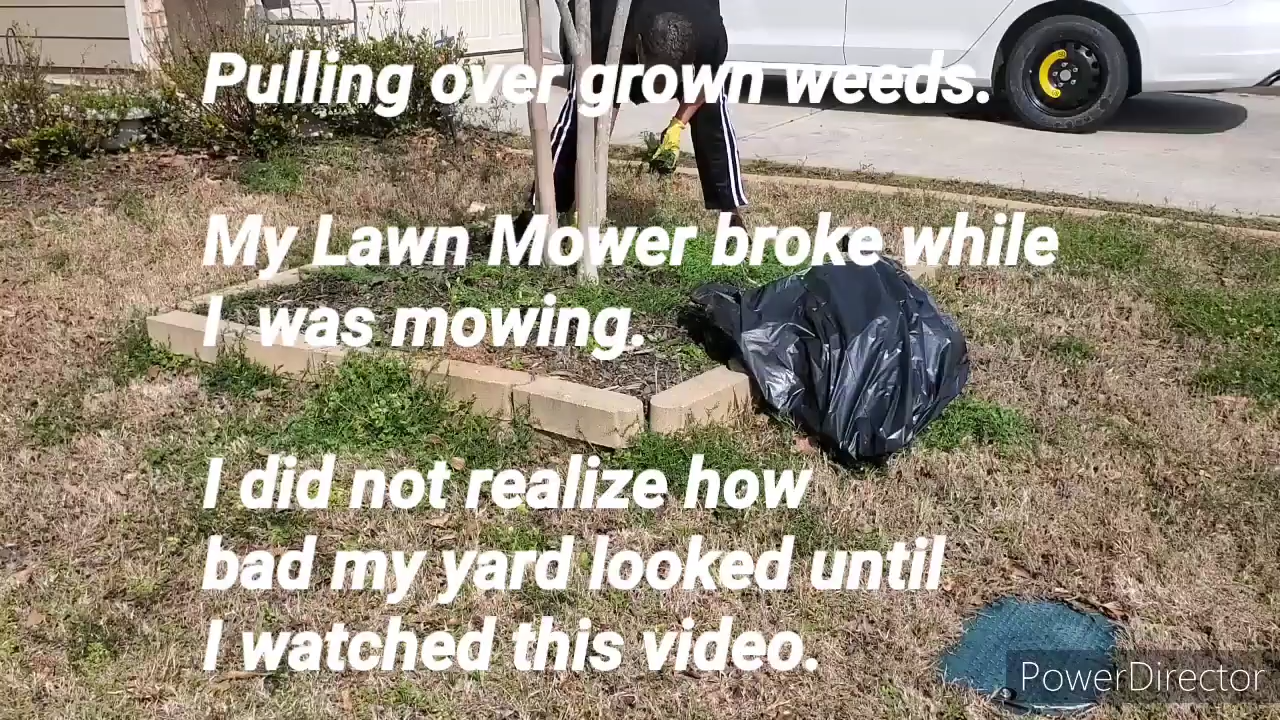 Pulling over grown weeds.
My Lawn Mower broke while
I was mowing.
I did not realize how
bad my yard looked until
I watched this video.
PowerDirector